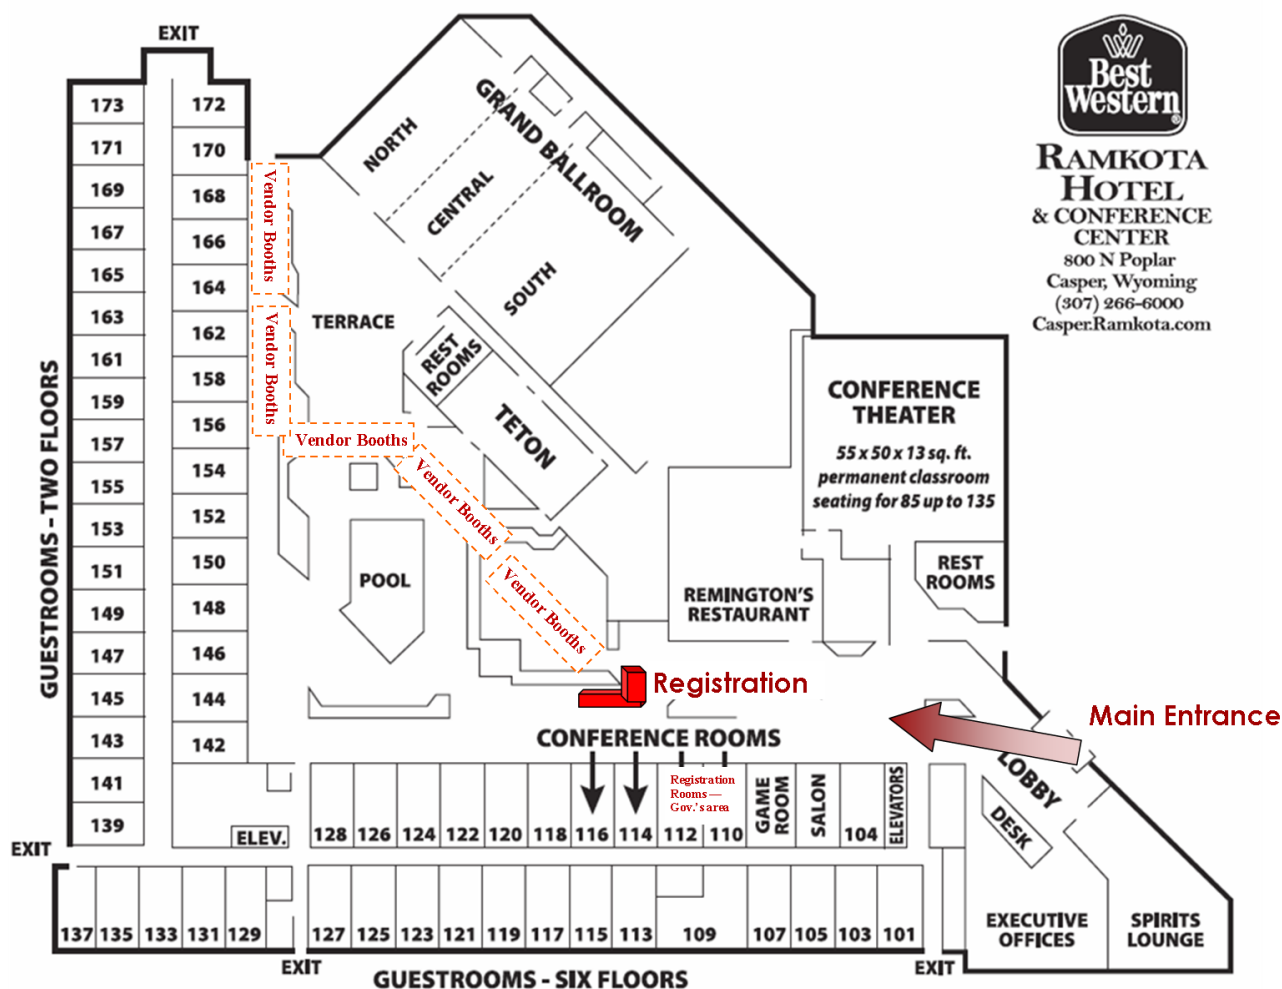 EXIT
Best
Western
®
RAMKOTA
HOTEL
& CONFERENCE
CENTER
800 N Poplar
Casper, Wyoming
(307) 266-6000
Casper.Ramkota.com
GRAND BALLROOM
NORTH
CENTRAL
SOUTH
TERRACE
REST
ROOMS
TETON
CONFERENCE
THEATER
55 x 50 x 13 sq. ft.
permanent classroom
seating for 85 up to 135
REST
ROOMS
REMINGTON'S
RESTAURANT
POOL
Vendor Booths
Vendor Booths
Vendor Booths
Vendor Booths
Vendor Booths
GUESTROOMS - TWO FLOORS
173
171
169
167
165
163
161
159
157
155
153
151
149
147
145
143
141
139
172
170
168
166
164
162
158
156
154
152
150
148
146
144
142
Registration
Main Entrance
CONFERENCE ROOMS
Registration
Rooms —
Gov.'s area
LOBBY
DESK
EXIT
ELEV.
128
126
124
122
120
118
116
114
112
110
GAME
ROOM
SALON
104
ELEVATORS
137
135
133
131
129
127
125
123
121
119
117
115
113
109
107
105
103
101
EXECUTIVE
OFFICES
SPIRITS
LOUNGE
EXIT
GUESTROOMS - SIX FLOORS
EXIT